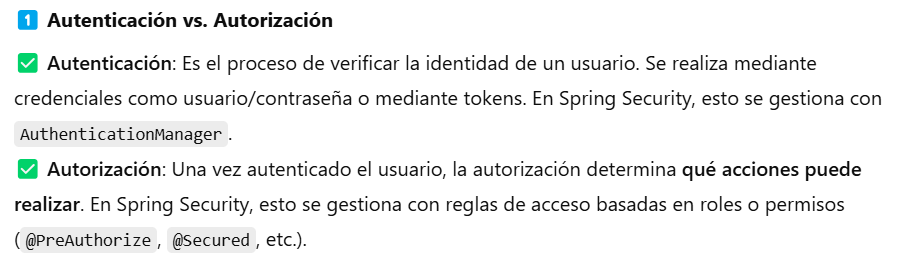 1 Autenticación vs. Autorización
✅ Autenticación: Es el proceso de verificar la identidad de un usuario. Se realiza mediante
credenciales como usuario/contraseña o mediante tokens. En Spring Security, esto se gestiona con
AuthenticationManager.
✅ Autorización: Una vez autenticado el usuario, la autorización determina qué acciones puede
realizar. En Spring Security, esto se gestiona con reglas de acceso basadas en roles o permisos
(@PreAuthorize, @Secured, etc.).